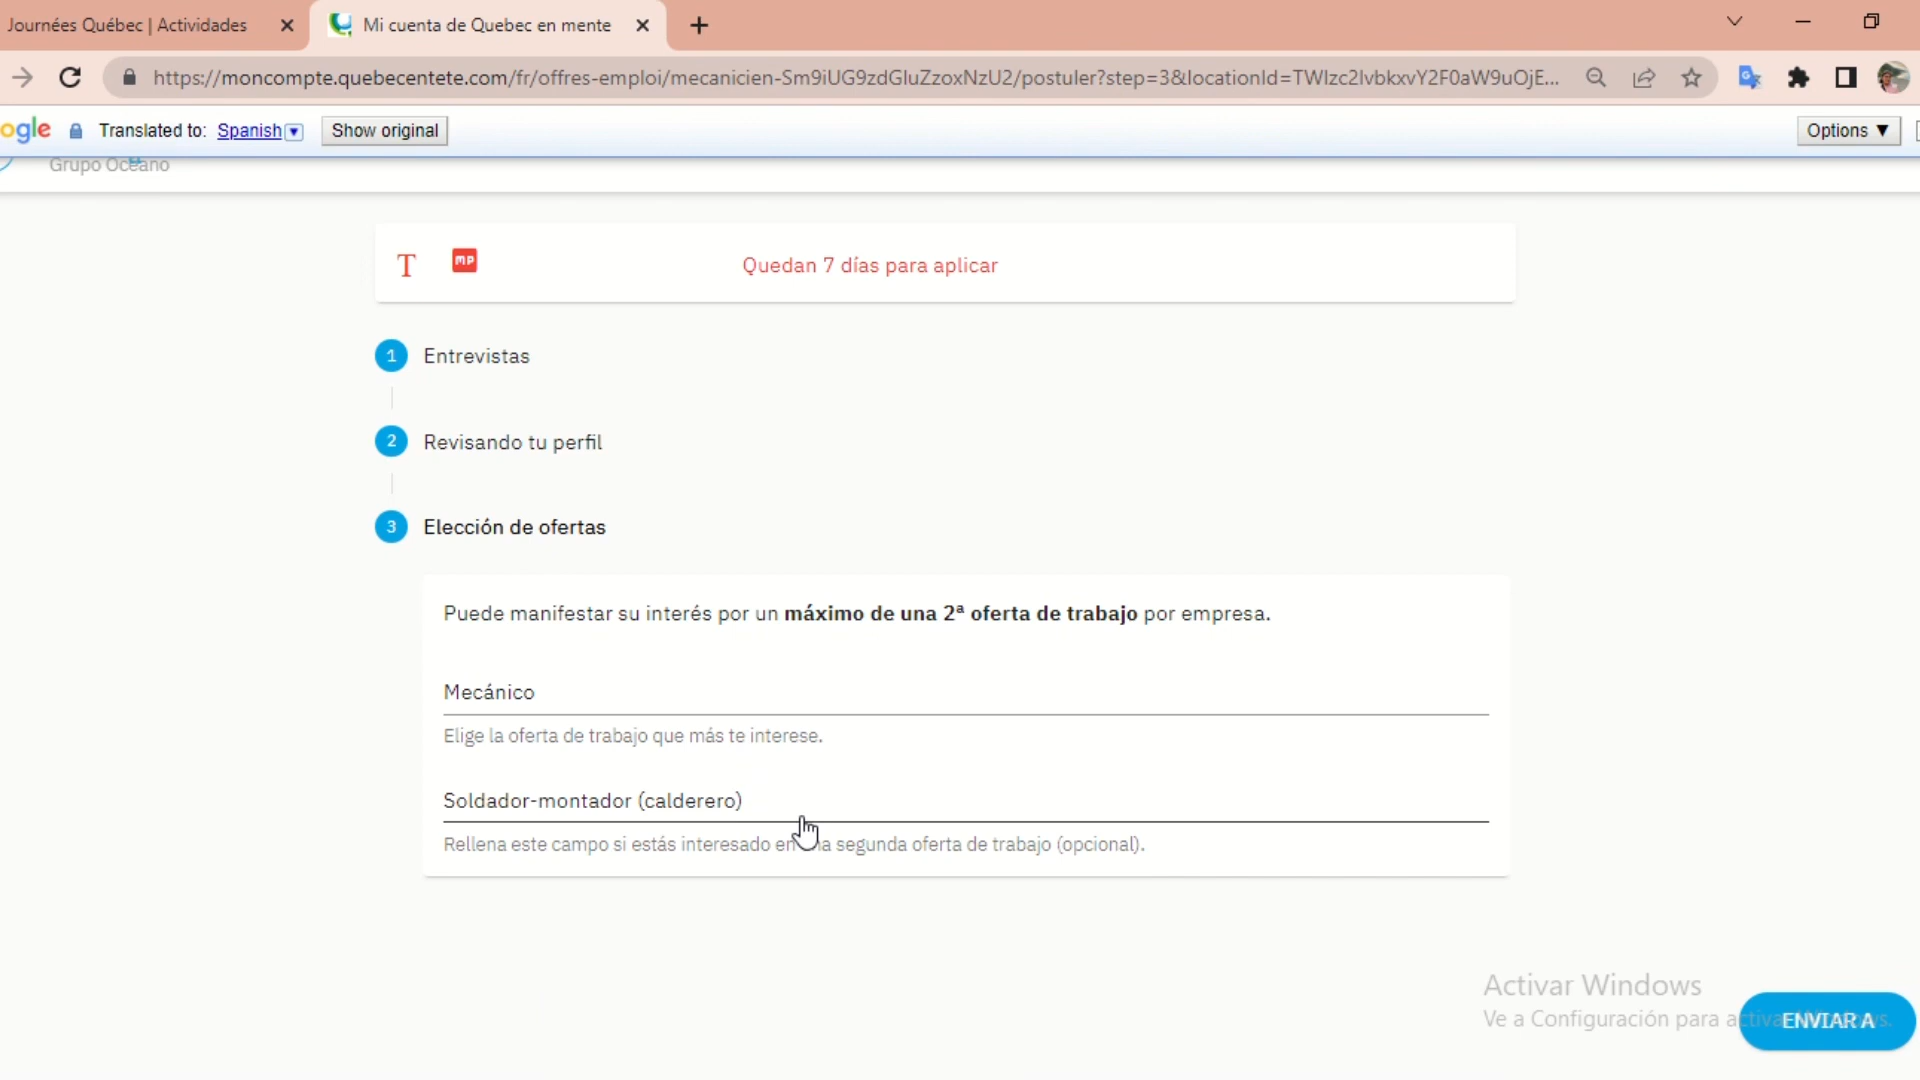 Journées Québec | Actividades
Mi cuenta de Quebec en mente
https://moncompte.quebecentete.com/fr/offres-emploi/mecanicien-Sm9iUG9zdGluZzoxNzU2/postuler?step=3&locationId=TWlzc2lvbkxvY2F0aW9uOjE...
ogle Translated to: Spanish Show original Options ▼
Grupo Océano
T MP Quedan 7 días para aplicar
1 Entrevistas
2 Revisando tu perfil
3 Elección de ofertas
Puede manifestar su interés por un máximo de una 2ª oferta de trabajo por empresa.
Mecánico
Elige la oferta de trabajo que más te interese.
Soldador-montador (calderero)
Rellena este campo si estás interesado en una segunda oferta de trabajo (opcional).
Activar Windows
Ve a Configuración para activar Windows.
ENVIAR A